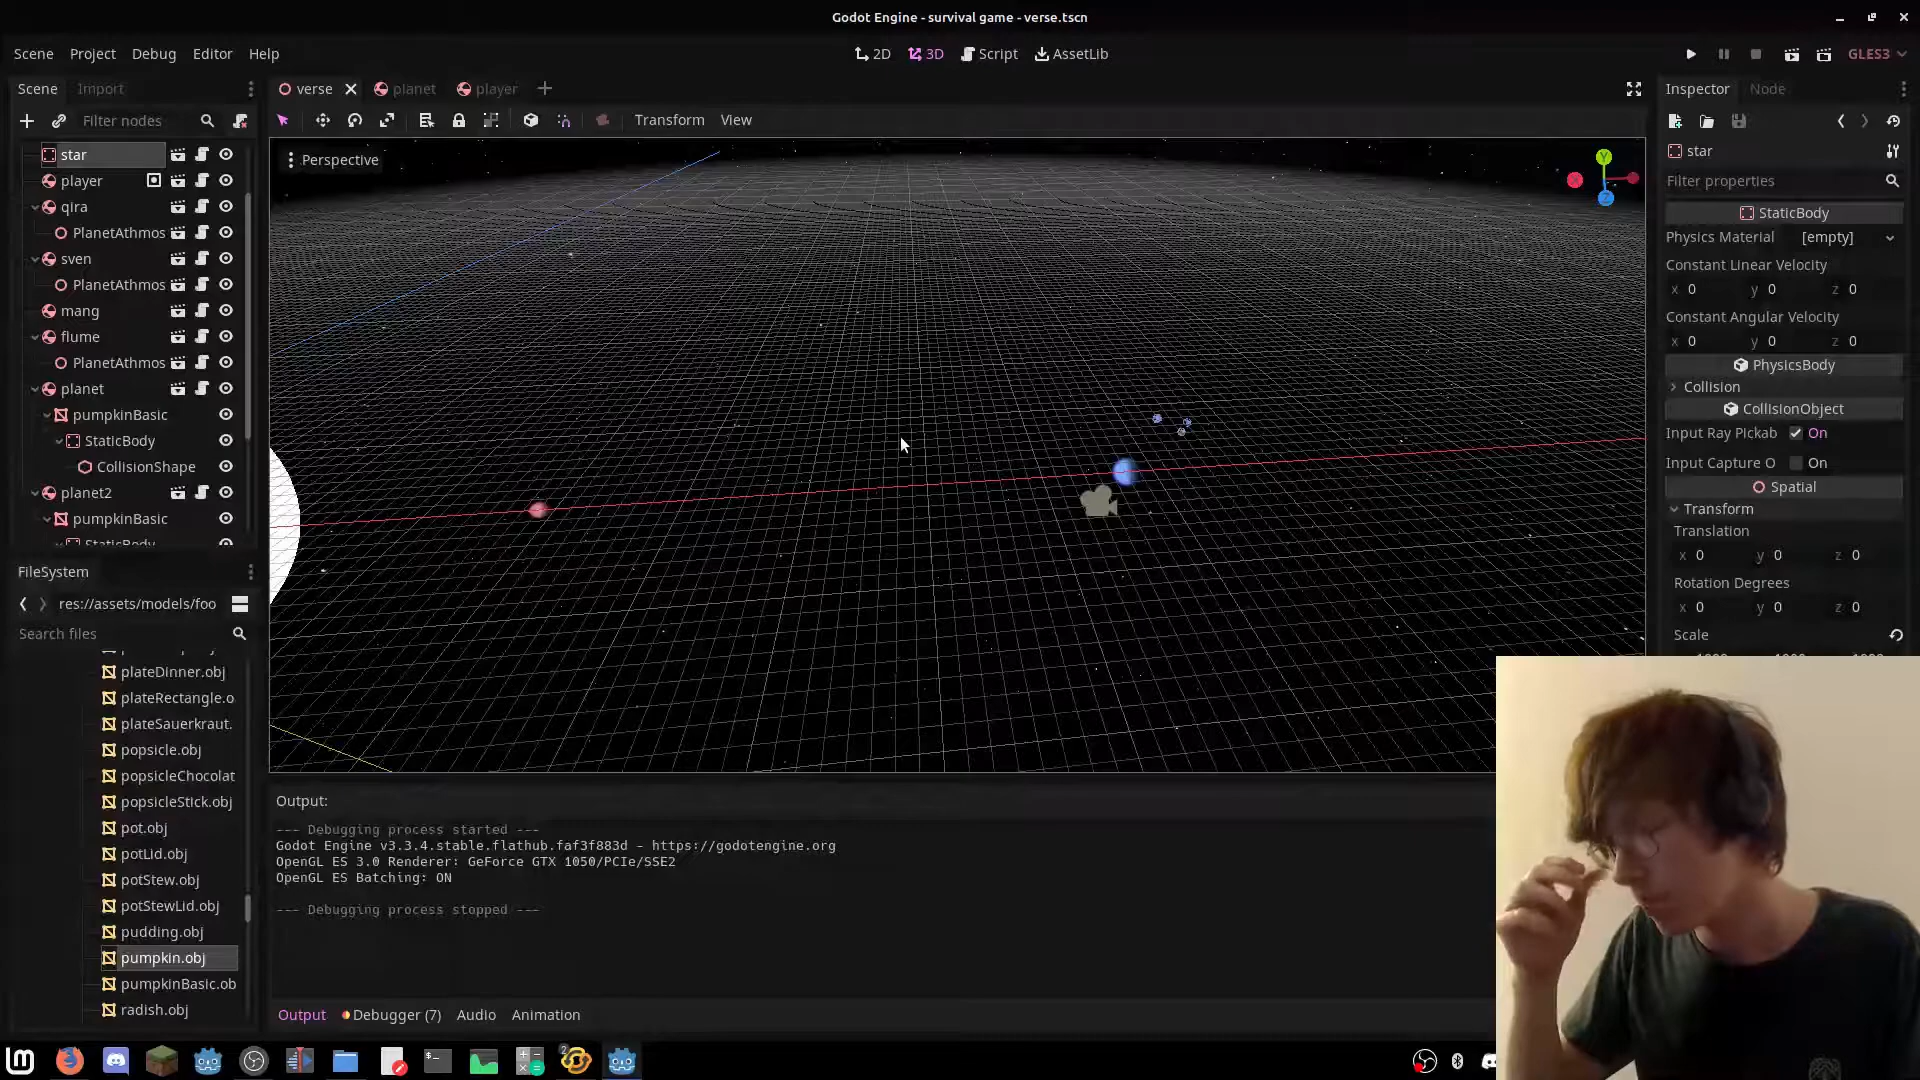 Godot Engine - survival game - verse.tscn
Scene Project Debug Editor Help
2D 3D Script AssetLib
GLES3
Scene Import
verse planet player
Inspector Node
Filter nodes
Transform View
star
player
qira
PlanetAthmos
sven
PlanetAthmos
mang
flume
PlanetAthmos
planet
pumpkinBasic
StaticBody
CollisionShape
planet2
pumpkinBasic
StaticBody
Perspective
Y
X
Z
star
Filter properties
StaticBody
Physics Material [empty]
Constant Linear Velocity
x 0 y 0 z 0
Constant Angular Velocity
x 0 y 0 z 0
PhysicsBody
Collision
CollisionObject
Input Ray Pickab On
Input Capture O On
Spatial
Transform
Translation
x 0 y 0 z 0
Rotation Degrees
x 0 y 0 z 0
Scale
FileSystem
res://assets/models/foo
Search files
plateDinner.obj
plateRectangle.o
plateSauerkraut.
popsicle.obj
popsicleChocolat
popsicleStick.obj
pot.obj
potLid.obj
potStew.obj
potStewLid.obj
pudding.obj
pumpkin.obj
pumpkinBasic.ob
radish.obj
Output:
--- Debugging process started ---
Godot Engine v3.3.4.stable.flathub.faf3f883d - https://godotengine.org
OpenGL ES 3.0 Renderer: GeForce GTX 1050/PCIe/SSE2
OpenGL ES Batching: ON
--- Debugging process stopped ---
Output Debugger (7) Audio Animation
2